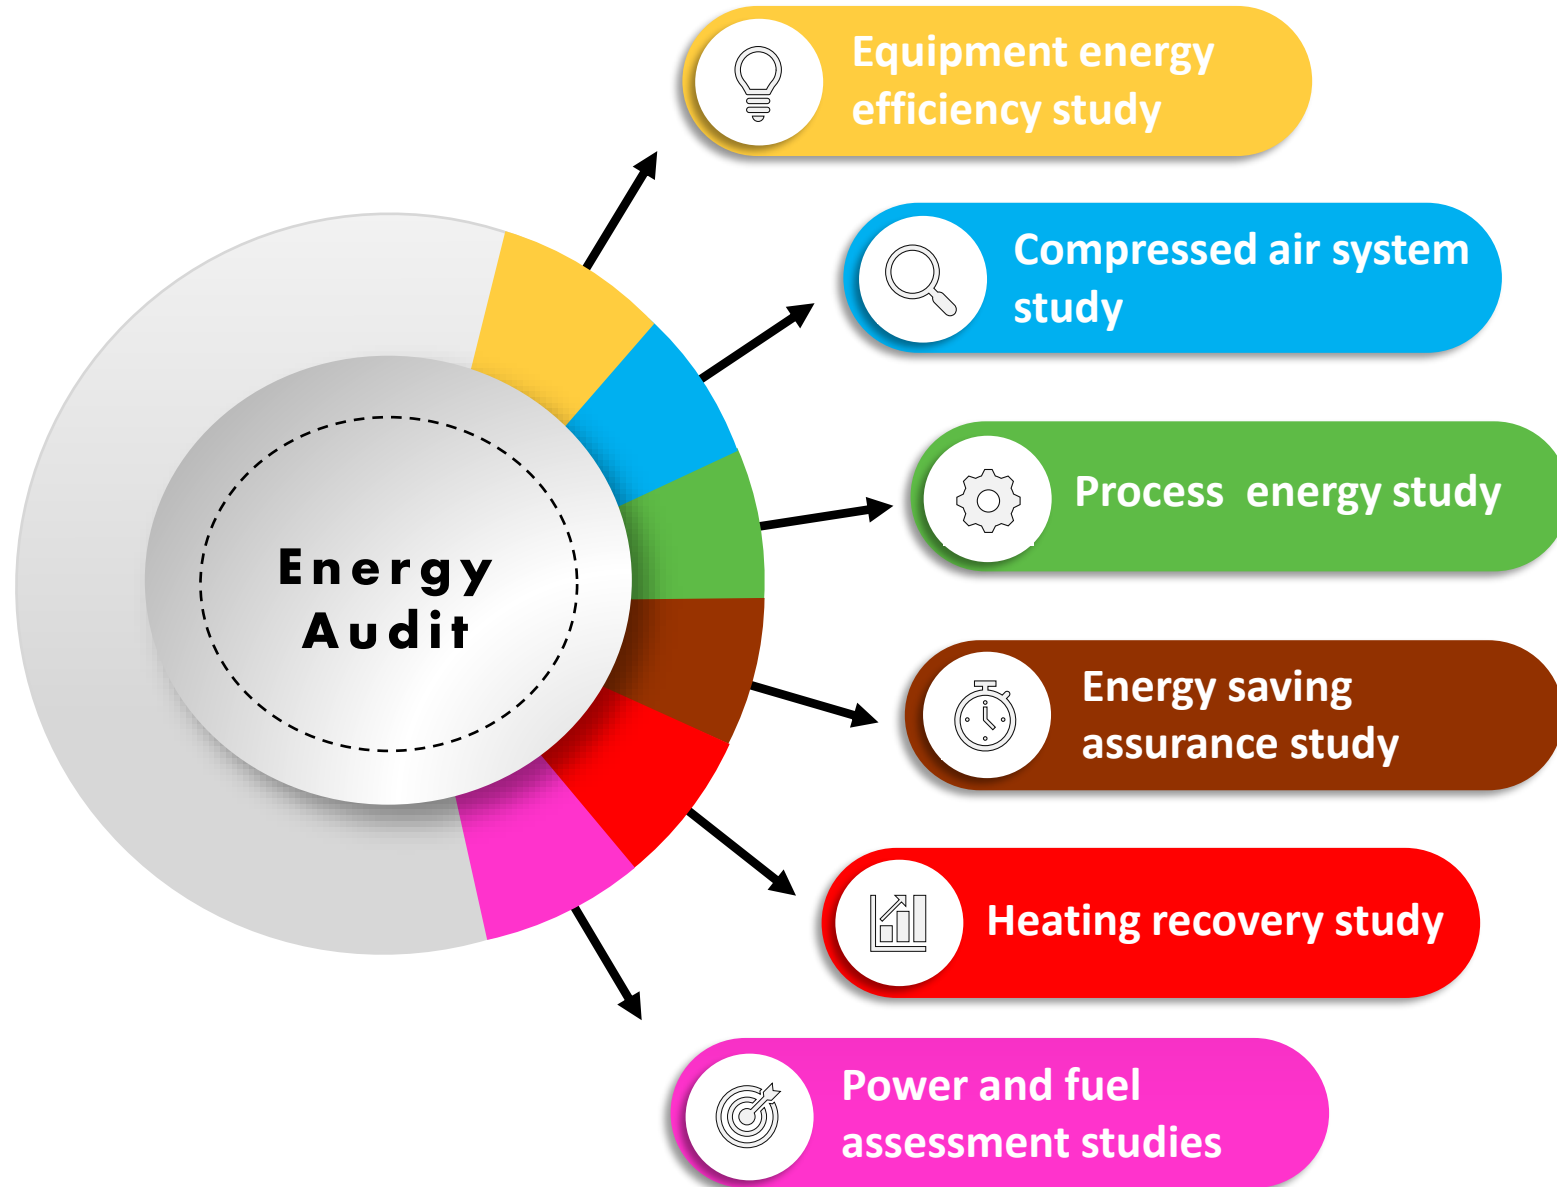 Equipment energy
efficiency study
Compressed air system
study
Process  energy study
Energy
Audit
Energy saving
assurance study
Heating recovery study
Power and fuel
assessment studies